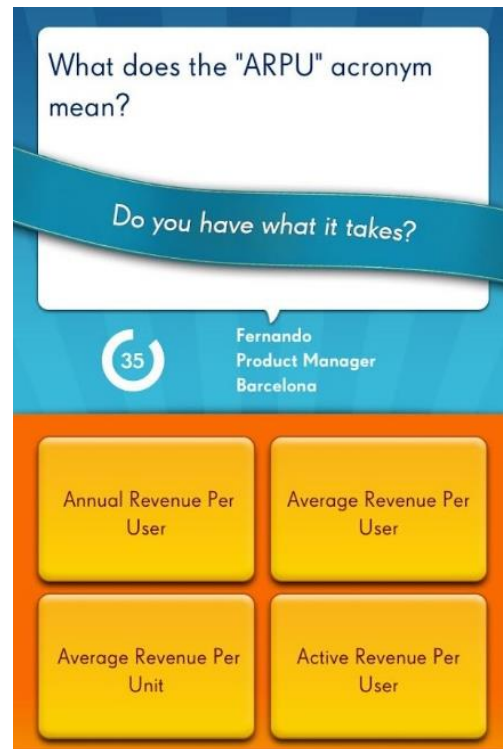 What does the "ARPU" acronym
mean?
Do you have what it takes?
35
Fernando
Product Manager
Barcelona
Annual Revenue Per
User
Average Revenue Per
User
Average Revenue Per
Unit
Active Revenue Per
User